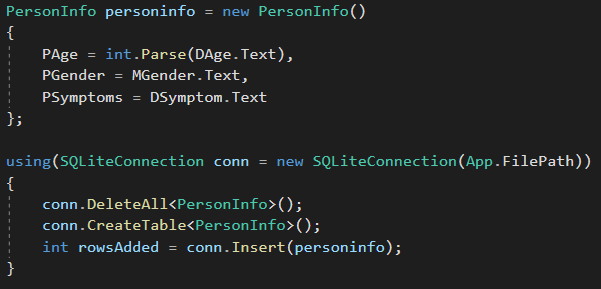 PersonInfo personinfo = new PersonInfo()
{
    PAge = int.Parse(DAge.Text),
    PGender = MGender.Text,
    PSymptoms = DSymptom.Text
};

using(SQLiteConnection conn = new SQLiteConnection(App.FilePath))
{
    conn.DeleteAll<PersonInfo>();
    conn.CreateTable<PersonInfo>();
    int rowsAdded = conn.Insert(personinfo);
}